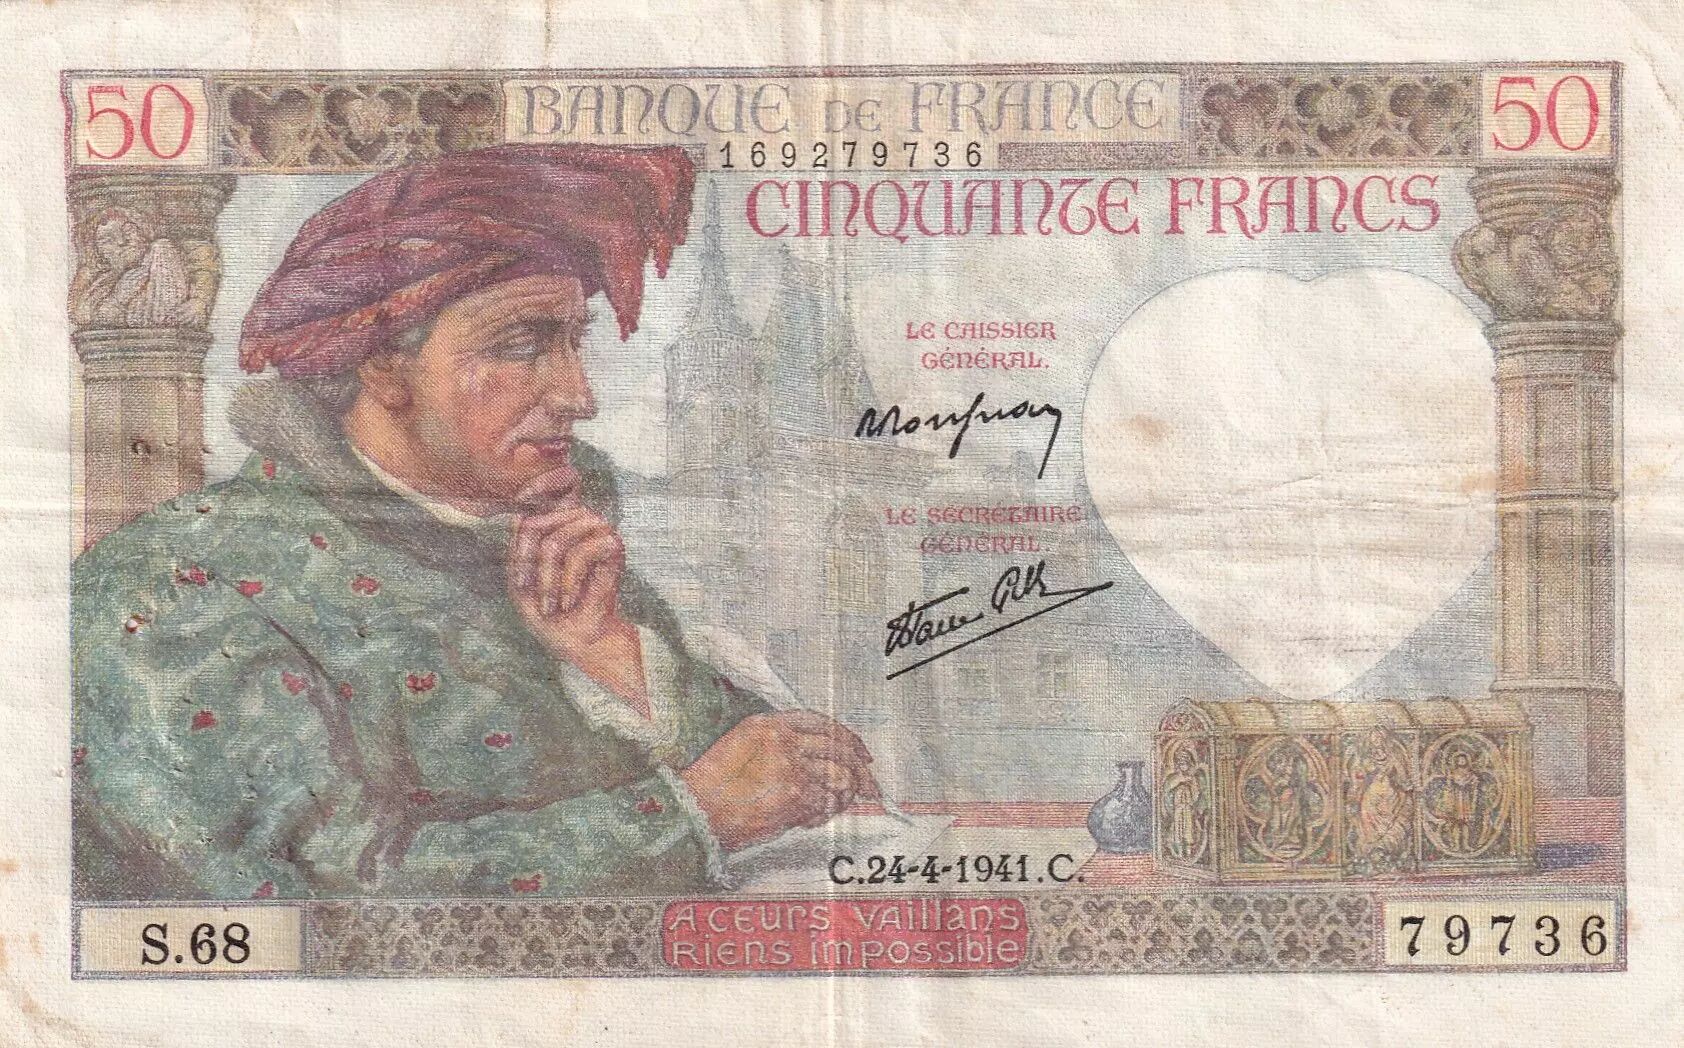 50
BANQUE DE FRANCE
50
169279736
CINQUANTE FRANCS
LE CAISSIER
GÉNÉRAL.
LE SECRÉTAIRE
GÉNÉRAL
C.24-4-1941.C.
S.68
A CŒURS VAILLANS
RIENS IMPOSSIBLE
79736